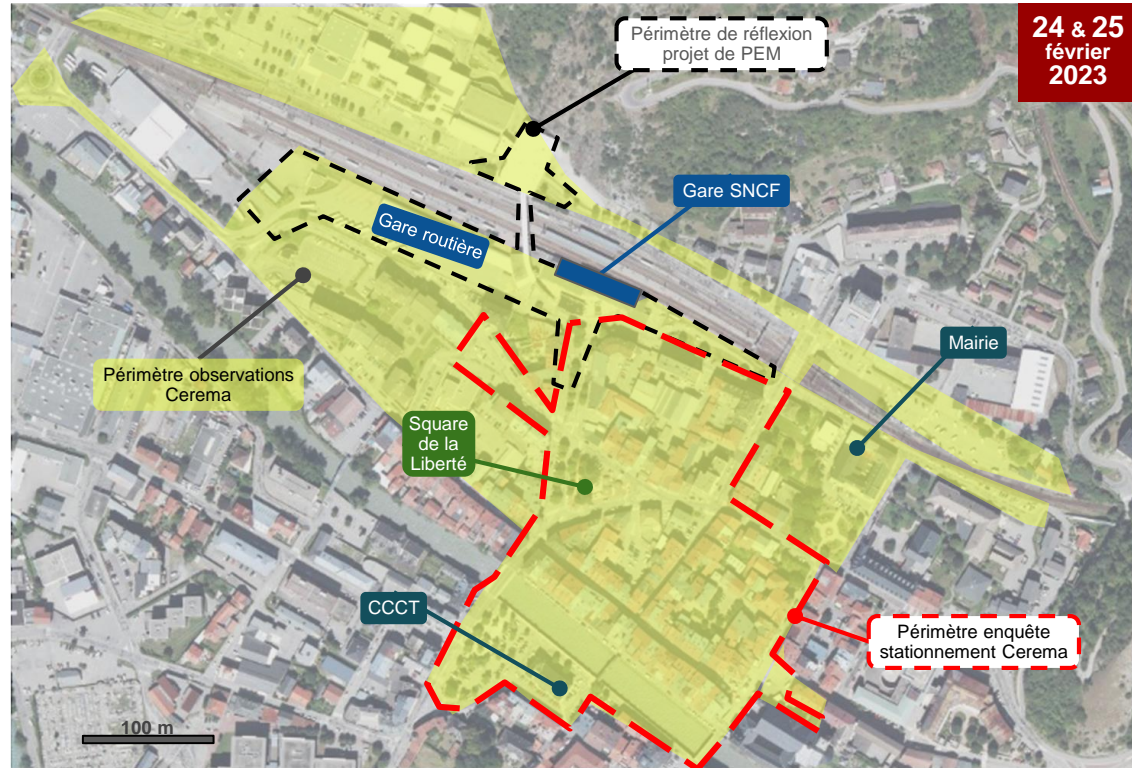 Périmètre de réflexion
projet de PEM
24 & 25
février
2023
Gare SNCF
Gare routière
Mairie
Périmètre observations
Cerema
Square
de la
Liberté
CCCT
Périmètre enquête
stationnement Cerema
100 m